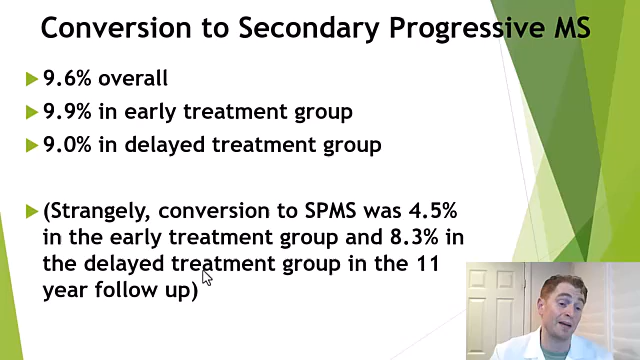 Conversion to Secondary Progressive MS
9.6% overall
9.9% in early treatment group
9.0% in delayed treatment group
(Strangely, conversion to SPMS was 4.5%
in the early treatment group and 8.3% in
the delayed treatment group in the 11
year follow up)